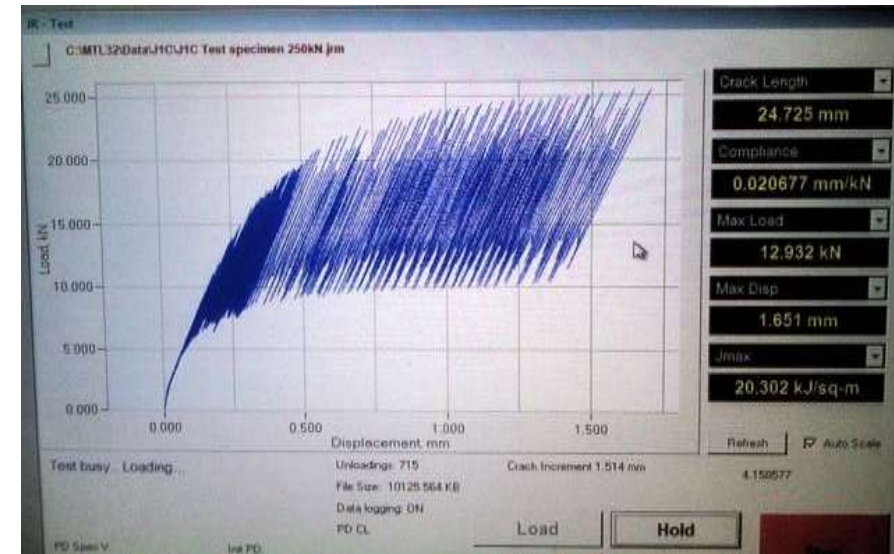 JR - Test
C:\MTL32\Data\J1C\J1C Test specimen 250kN jrm
25.000
20.000
15.000
10.000
5.000
0.000
Load, kN
0.000
0.500
1.000
1.500
Displacement, mm
Crack Length
24.725 mm
Compliance
0.020677 mm/kN
Max Load
12.932 kN
Max Disp
1.651 mm
Jmax
20.302 kJ/sq-m
Refresh
Auto Scale
Test busy Loading...
Unloadings: 715
Crack Increment 1.514 mm
4.150577
File Size: 10125.564 KB
Data logging: ON
PD CL
Load
Hold
PD Spec V
Init PD